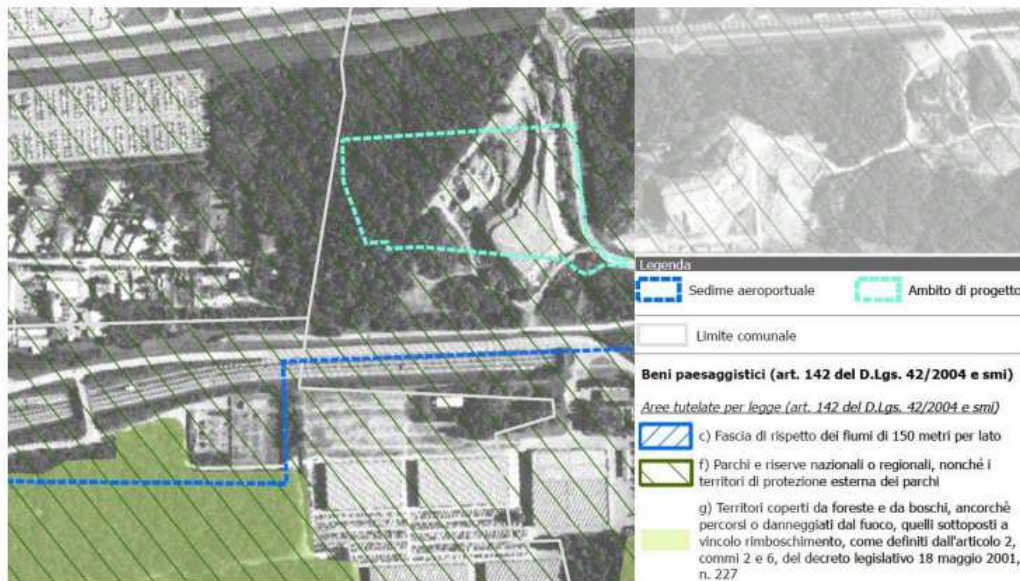 Legenda
Sedime aeroportuale
Ambito di progetto
Limite comunale
Beni paesaggistici (art. 142 del D.Lgs. 42/2004 e smi)
Aree tutelate per legge (art. 142 del D.Lgs. 42/2004 e smi)
c) Fascia di rispetto dei fiumi di 150 metri per lato
f) Parchi e riserve nazionali o regionali, nonchè i
territori di protezione esterna dei parchi
g) Territori coperti da foreste e da boschi, ancorchè
percorsi o danneggiati dal fuoco, quelli sottoposti a
vincolo rimboschimento, come definiti dall'articolo 2,
commi 2 e 6, del decreto legislativo 18 maggio 2001,
n. 227